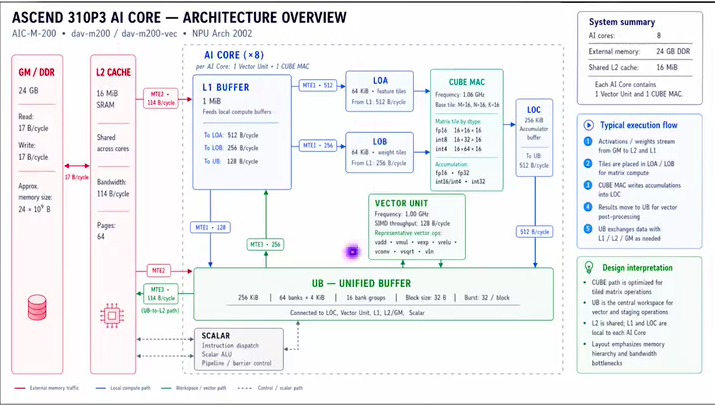 ASCEND 310P3 AI CORE — ARCHITECTURE OVERVIEW
AIC-M-200 • dav-m200 / dav-m200-vec • NPU Arch 2002
GM / DDR
24 GB
Read:
17 B/cycle
Write:
17 B/cycle
Approx.
memory size:
24 × 10⁹ B
17 B/cycle
L2 CACHE
16 MiB
SRAM
Shared
across cores
Bandwidth:
114 B/cycle
Pages:
64
MTE2 •
114 B/cycle
MTE2
MTE3 •
114 B/cycle
(UB-to-L2 path)
AI CORE (×8)
per AI Core: 1 Vector Unit + 1 CUBE MAC
L1 BUFFER
1 MiB
Feeds local compute buffers
To LOA: 512 B/cycle
To LOB: 256 B/cycle
To UB: 128 B/cycle
MTE1 • 512
MTE1 • 256
MTE1 • 128
MTE3 • 256
LOA
64 KiB • feature tiles
From L1: 512 B/cycle
LOB
64 KiB • weight tiles
From L1: 256 B/cycle
CUBE MAC
Frequency: 1.06 GHz
Base tile: M=16, N=16, K=16
Matrix tile by dtype:
fp16 16×16×16
int8 16×32×16
int4 16×64×16
Accumulation:
fp16 • fp32
int16/int4 • int32
LOC
256 KiB
Accumulator
buffer
To UB:
512 B/cycle
512 B/cycle
VECTOR UNIT
Frequency: 1.00 GHz
SIMD throughput: 128 B/cycle
Representative vector ops:
vadd • vmul • vexp • vrelu •
vconv • vsqrt • vln
UB — UNIFIED BUFFER
256 KiB | 64 banks × 4 KiB | 16 bank groups | Block size: 32 B | Burst: 32 / block
Connected to LOC, Vector Unit, L1, L2/GM, Scalar
SCALAR
Instruction dispatch
Scalar ALU
Pipeline / barrier control
External memory traffic
Local compute path
Workspace / vector path
Control / scalar path
System summary
AI cores: 8
External memory: 24 GB DDR
Shared L2 cache: 16 MiB
Each AI Core contains
1 Vector Unit and 1 CUBE MAC.
Typical execution flow
1 Activations / weights stream
from GM to L2 and L1
2 Tiles are placed in LOA / LOB
for matrix compute
3 CUBE MAC writes accumulations
into LOC
4 Results move to UB for vector
post-processing
5 UB exchanges data with
L1 / L2 / GM as needed
Design interpretation
• CUBE path is optimized for
tiled matrix operations
• UB is the central workspace for
vector and staging operations
• L2 is shared; L1 and LOC are
local to each AI Core
• Layout emphasizes memory
hierarchy and bandwidth
bottlenecks